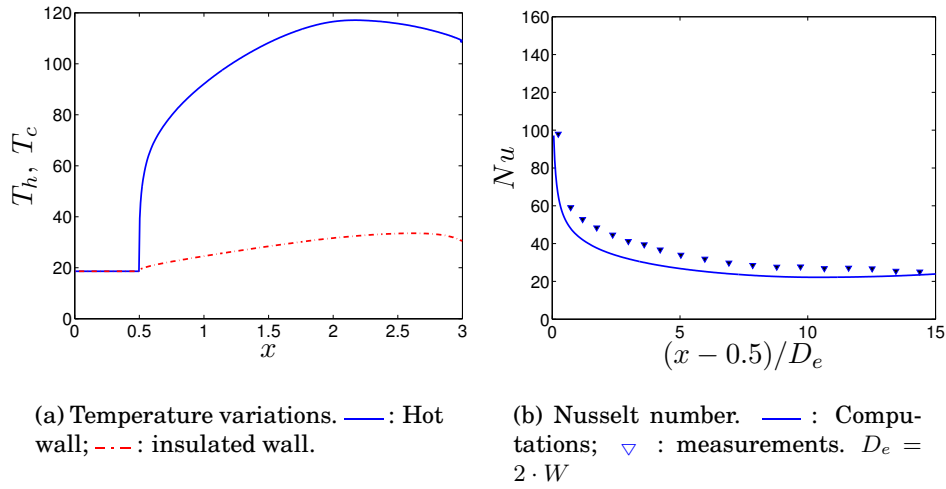 120
100
80
60
40
20
0
T_h, T_c
0 0.5 1 1.5 2 2.5 3
x
160
140
120
100
80
60
40
20
0
Nu
0 5 10 15
(x − 0.5)/D_e
(a) Temperature variations. ——: Hot
wall; –·–·–: insulated wall.
(b) Nusselt number. —— : Compu-
tations; ▽ : measurements. D_e =
2 · W